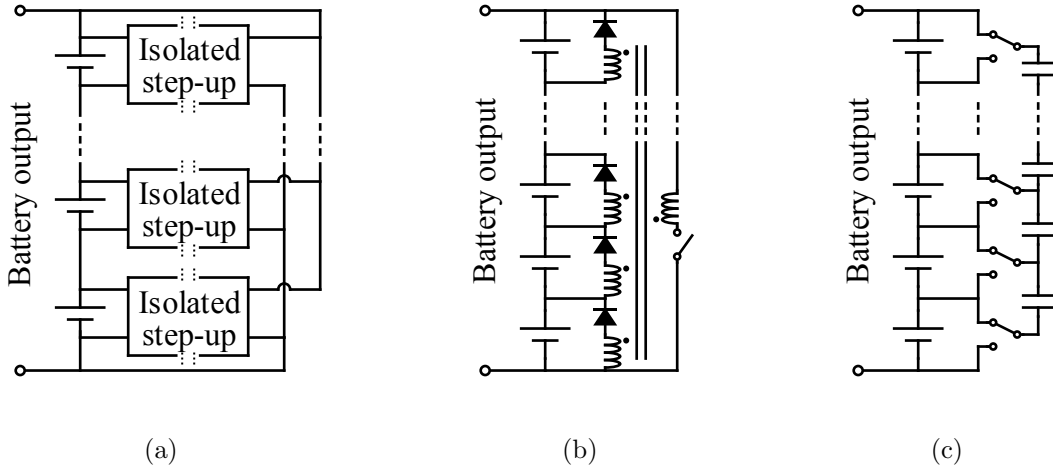 Battery output
Isolated
step-up
Isolated
step-up
Isolated
step-up
Battery output
Battery output
(a)
(b)
(c)